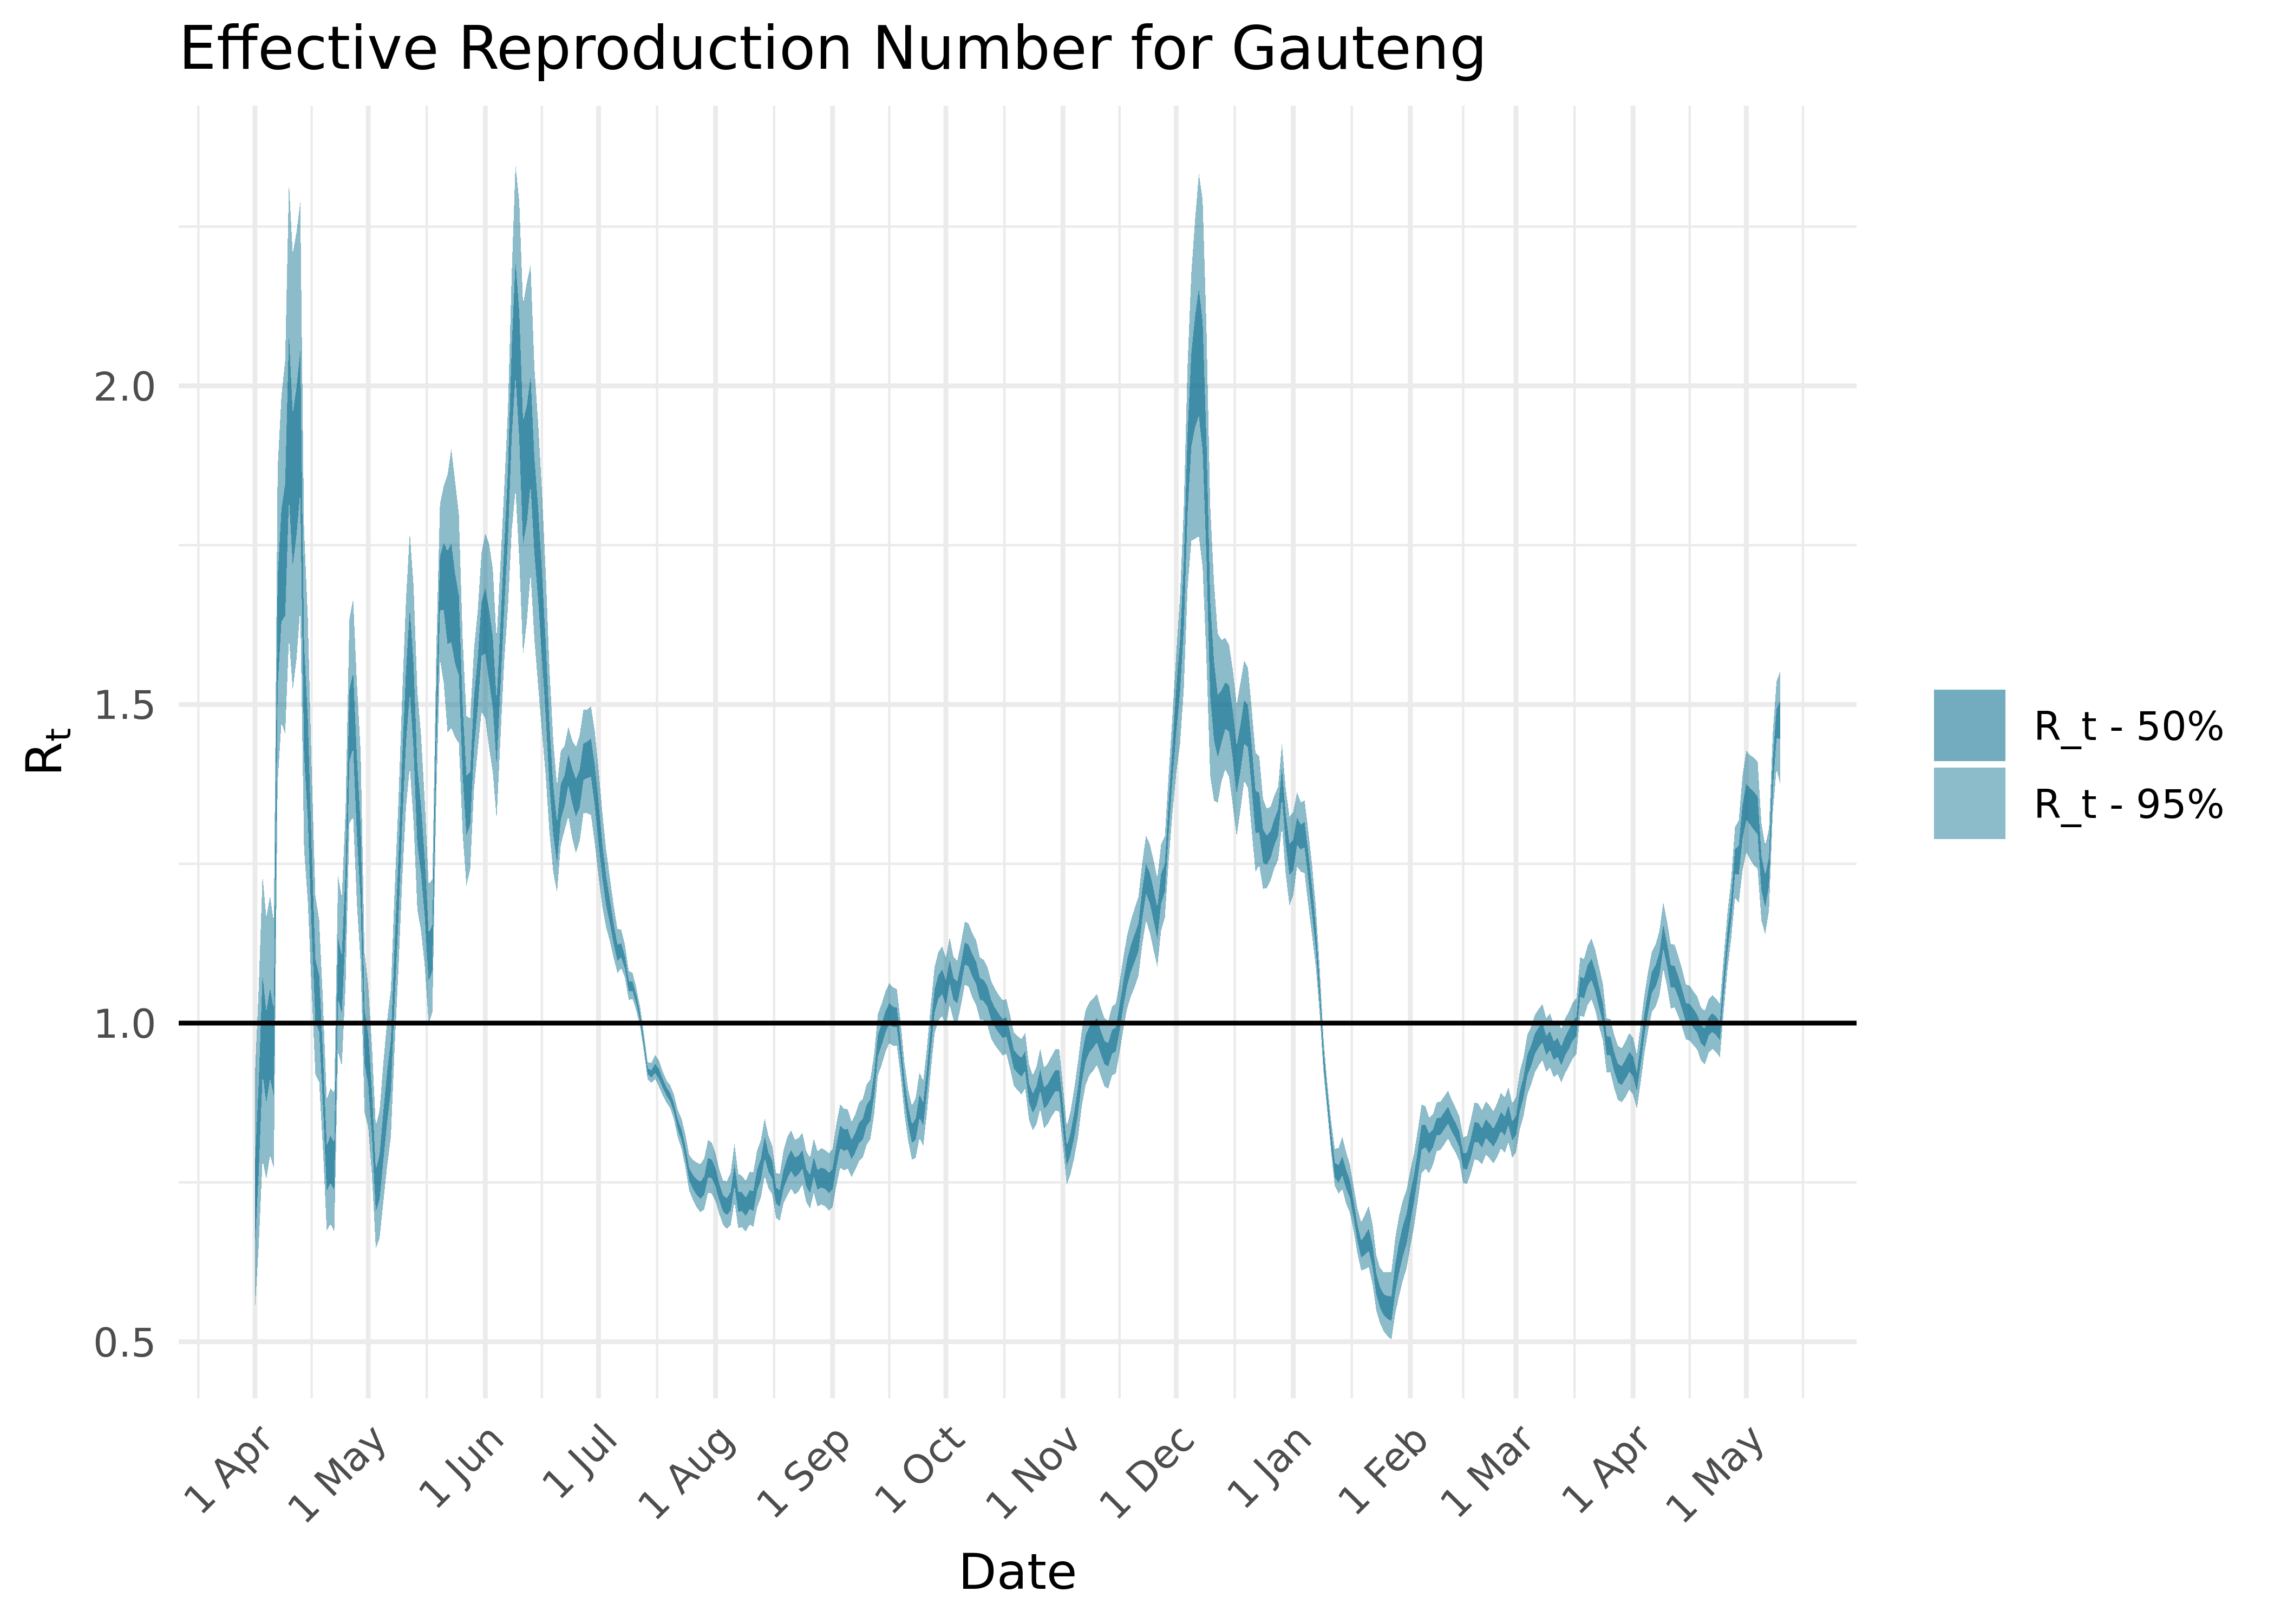 Effective Reproduction Number for Gauteng
R_t
2.0
1.5
1.0
0.5
1 Apr
1 May
1 Jun
1 Jul
1 Aug
1 Sep
1 Oct
1 Nov
1 Dec
1 Jan
1 Feb
1 Mar
1 Apr
1 May
Date
R_t - 50%
R_t - 95%